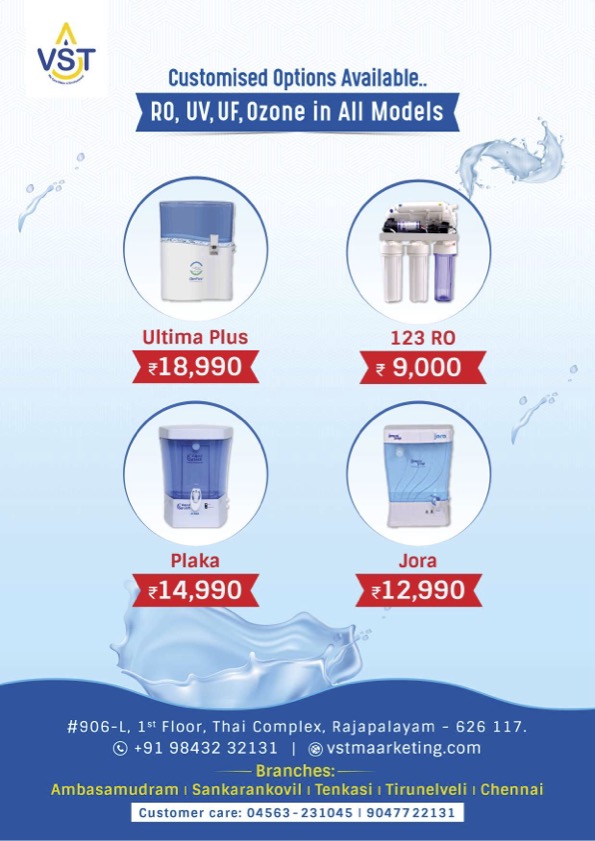 VST
Customised Options Available..
RO, UV, UF, Ozone in All Models
Ultima Plus
₹18,990
123 RO
₹ 9,000
Plaka
₹14,990
Jora
₹12,990
#906-L, 1st Floor, Thai Complex, Rajapalayam - 626 117.
+91 98432 32131 | vstmaarketing.com
Branches:
Ambasamudram | Sankarankovil | Tenkasi | Tirunelveli | Chennai
Customer care: 04563-231045 | 9047722131